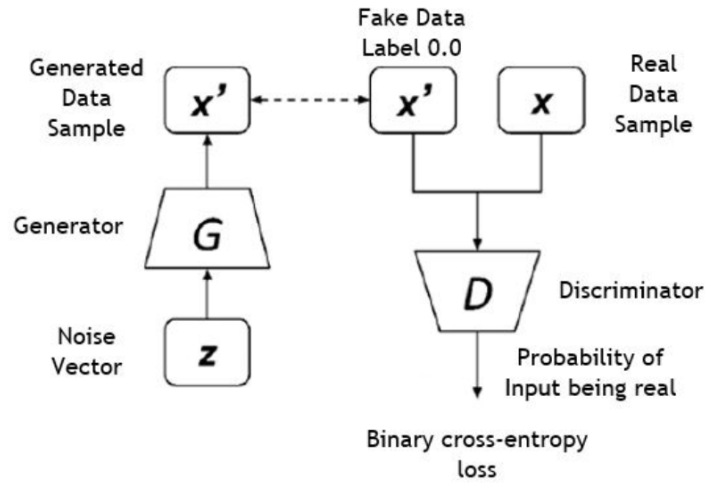 Fake Data
Label 0.0
Generated
Data
Sample
x’
x’
x
Real
Data
Sample
Generator
G
D
Discriminator
Noise
Vector
z
Probability of
Input being real
Binary cross-entropy
loss